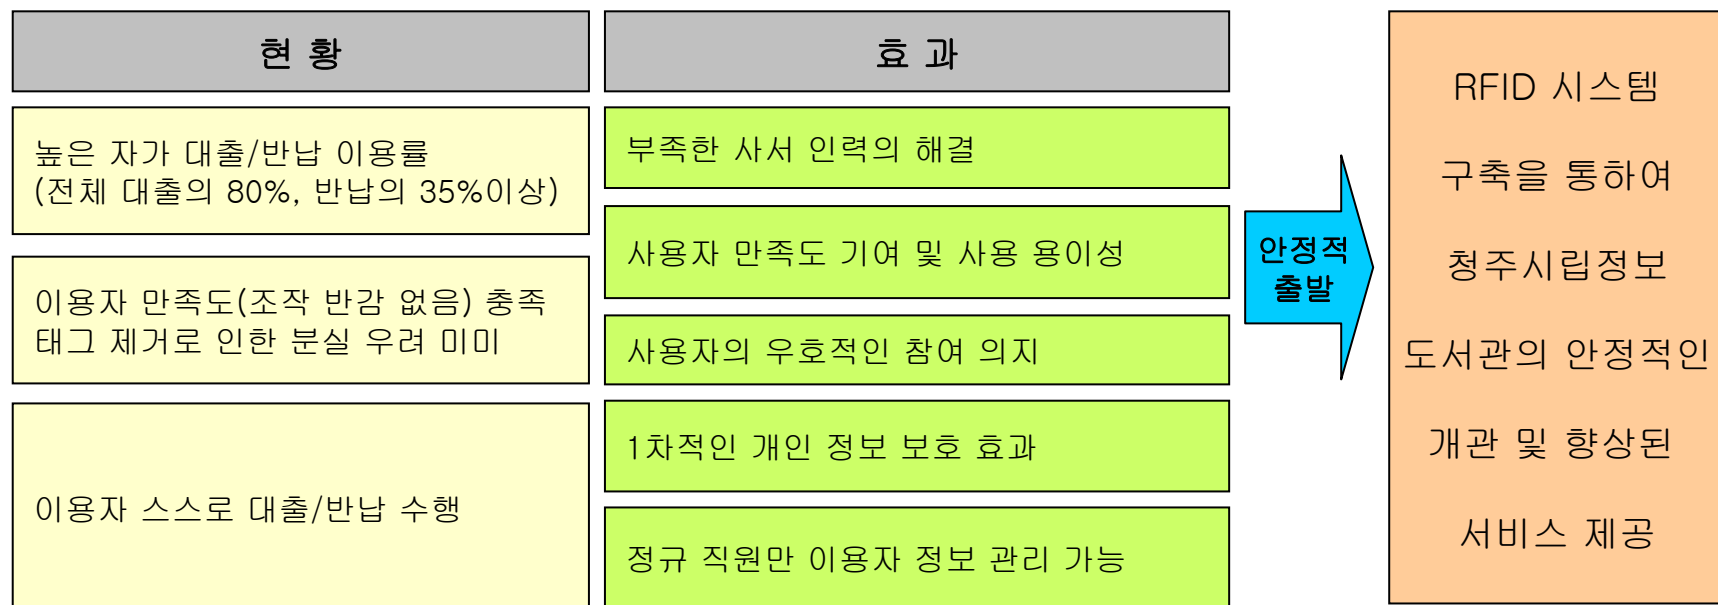 현 황
높은 자가 대출/반납 이용률
(전체 대출의 80%, 반납의 35%이상)
이용자 만족도(조작 반감 없음) 충족
태그 제거로 인한 분실 우려 미미
이용자 스스로 대출/반납 수행
효 과
부족한 사서 인력의 해결
사용자 만족도 기여 및 사용 용이성
사용자의 우호적인 참여 의지
1차적인 개인 정보 보호 효과
정규 직원만 이용자 정보 관리 가능
안정적
출발
RFID 시스템
구축을 통하여
청주시립정보
도서관의 안정적인
개관 및 향상된
서비스 제공